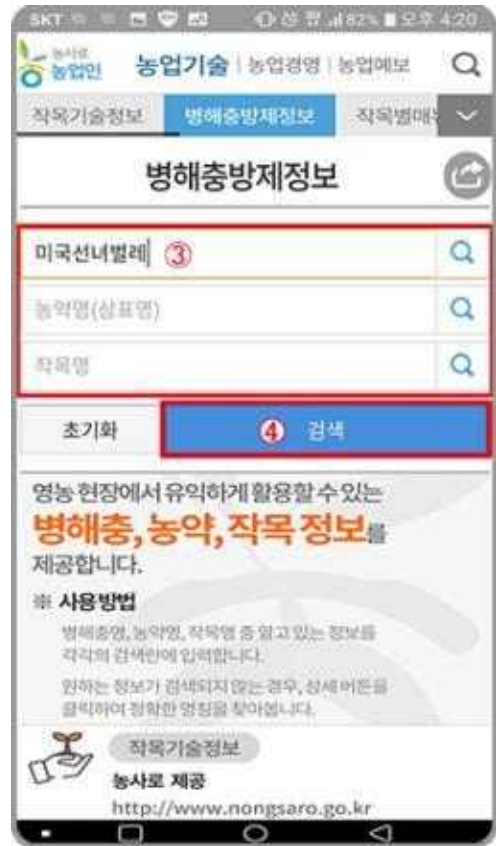 SKT 82% 오후 4:20
농사로
농업인 농업기술 | 농업경영 | 농업예보
작목기술정보 병해충방제정보 작목별매뉴
병해충방제정보
미국선녀벌레 ③
농약명(상표명)
작목명
초기화 ④ 검색
영농 현장에서 유익하게 활용할 수 있는
병해충, 농약, 작목 정보를
제공합니다.
※ 사용방법
병해충명, 농약명, 작목명 중 알고 있는 정보를
각각의 검색란에 입력합니다.
원하는 정보가 검색되지 않는 경우, 상세 버튼을
클릭하여 정확한 명칭을 찾아봅니다.
작목기술정보
농사로 제공
http://www.nongsaro.go.kr